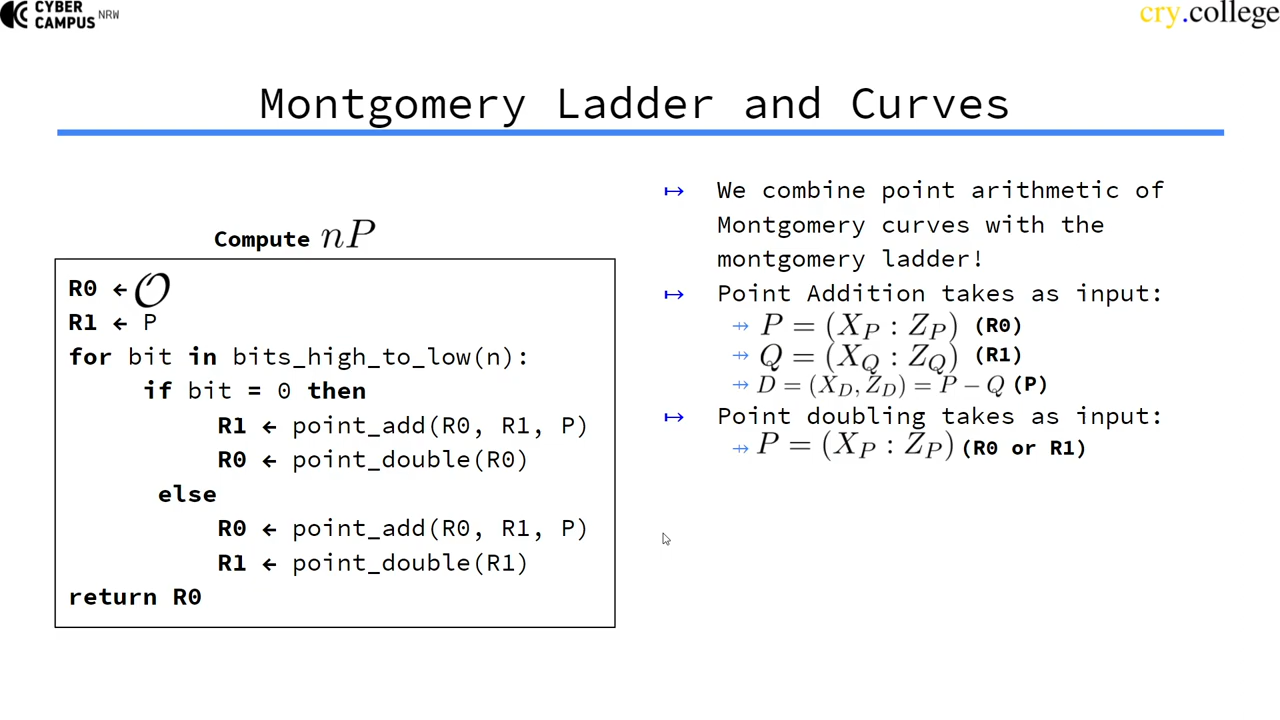 CYBER
CAMPUS NRW
cry.college
Montgomery Ladder and Curves
Compute nP
R0 ← 𝒪
R1 ← P
for bit in bits_high_to_low(n):
if bit = 0 then
R1 ← point_add(R0, R1, P)
R0 ← point_double(R0)
else
R0 ← point_add(R0, R1, P)
R1 ← point_double(R1)
return R0
↦ We combine point arithmetic of
Montgomery curves with the
montgomery ladder!
↦ Point Addition takes as input:
⇸ P = (X_P : Z_P) (R0)
⇸ Q = (X_Q : Z_Q) (R1)
⇸ D = (X_D, Z_D) = P − Q (P)
↦ Point doubling takes as input:
⇸ P = (X_P : Z_P) (R0 or R1)